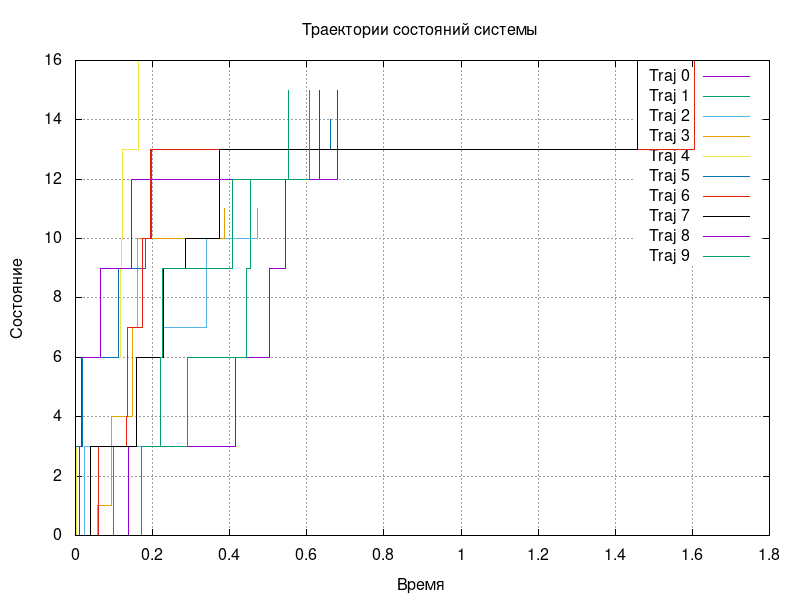 Траектории состояний системы
16
14
12
10
8
6
4
2
0
Состояние
Traj 0
Traj 1
Traj 2
Traj 3
Traj 4
Traj 5
Traj 6
Traj 7
Traj 8
Traj 9
0 0.2 0.4 0.6 0.8 1 1.2 1.4 1.6 1.8
Время